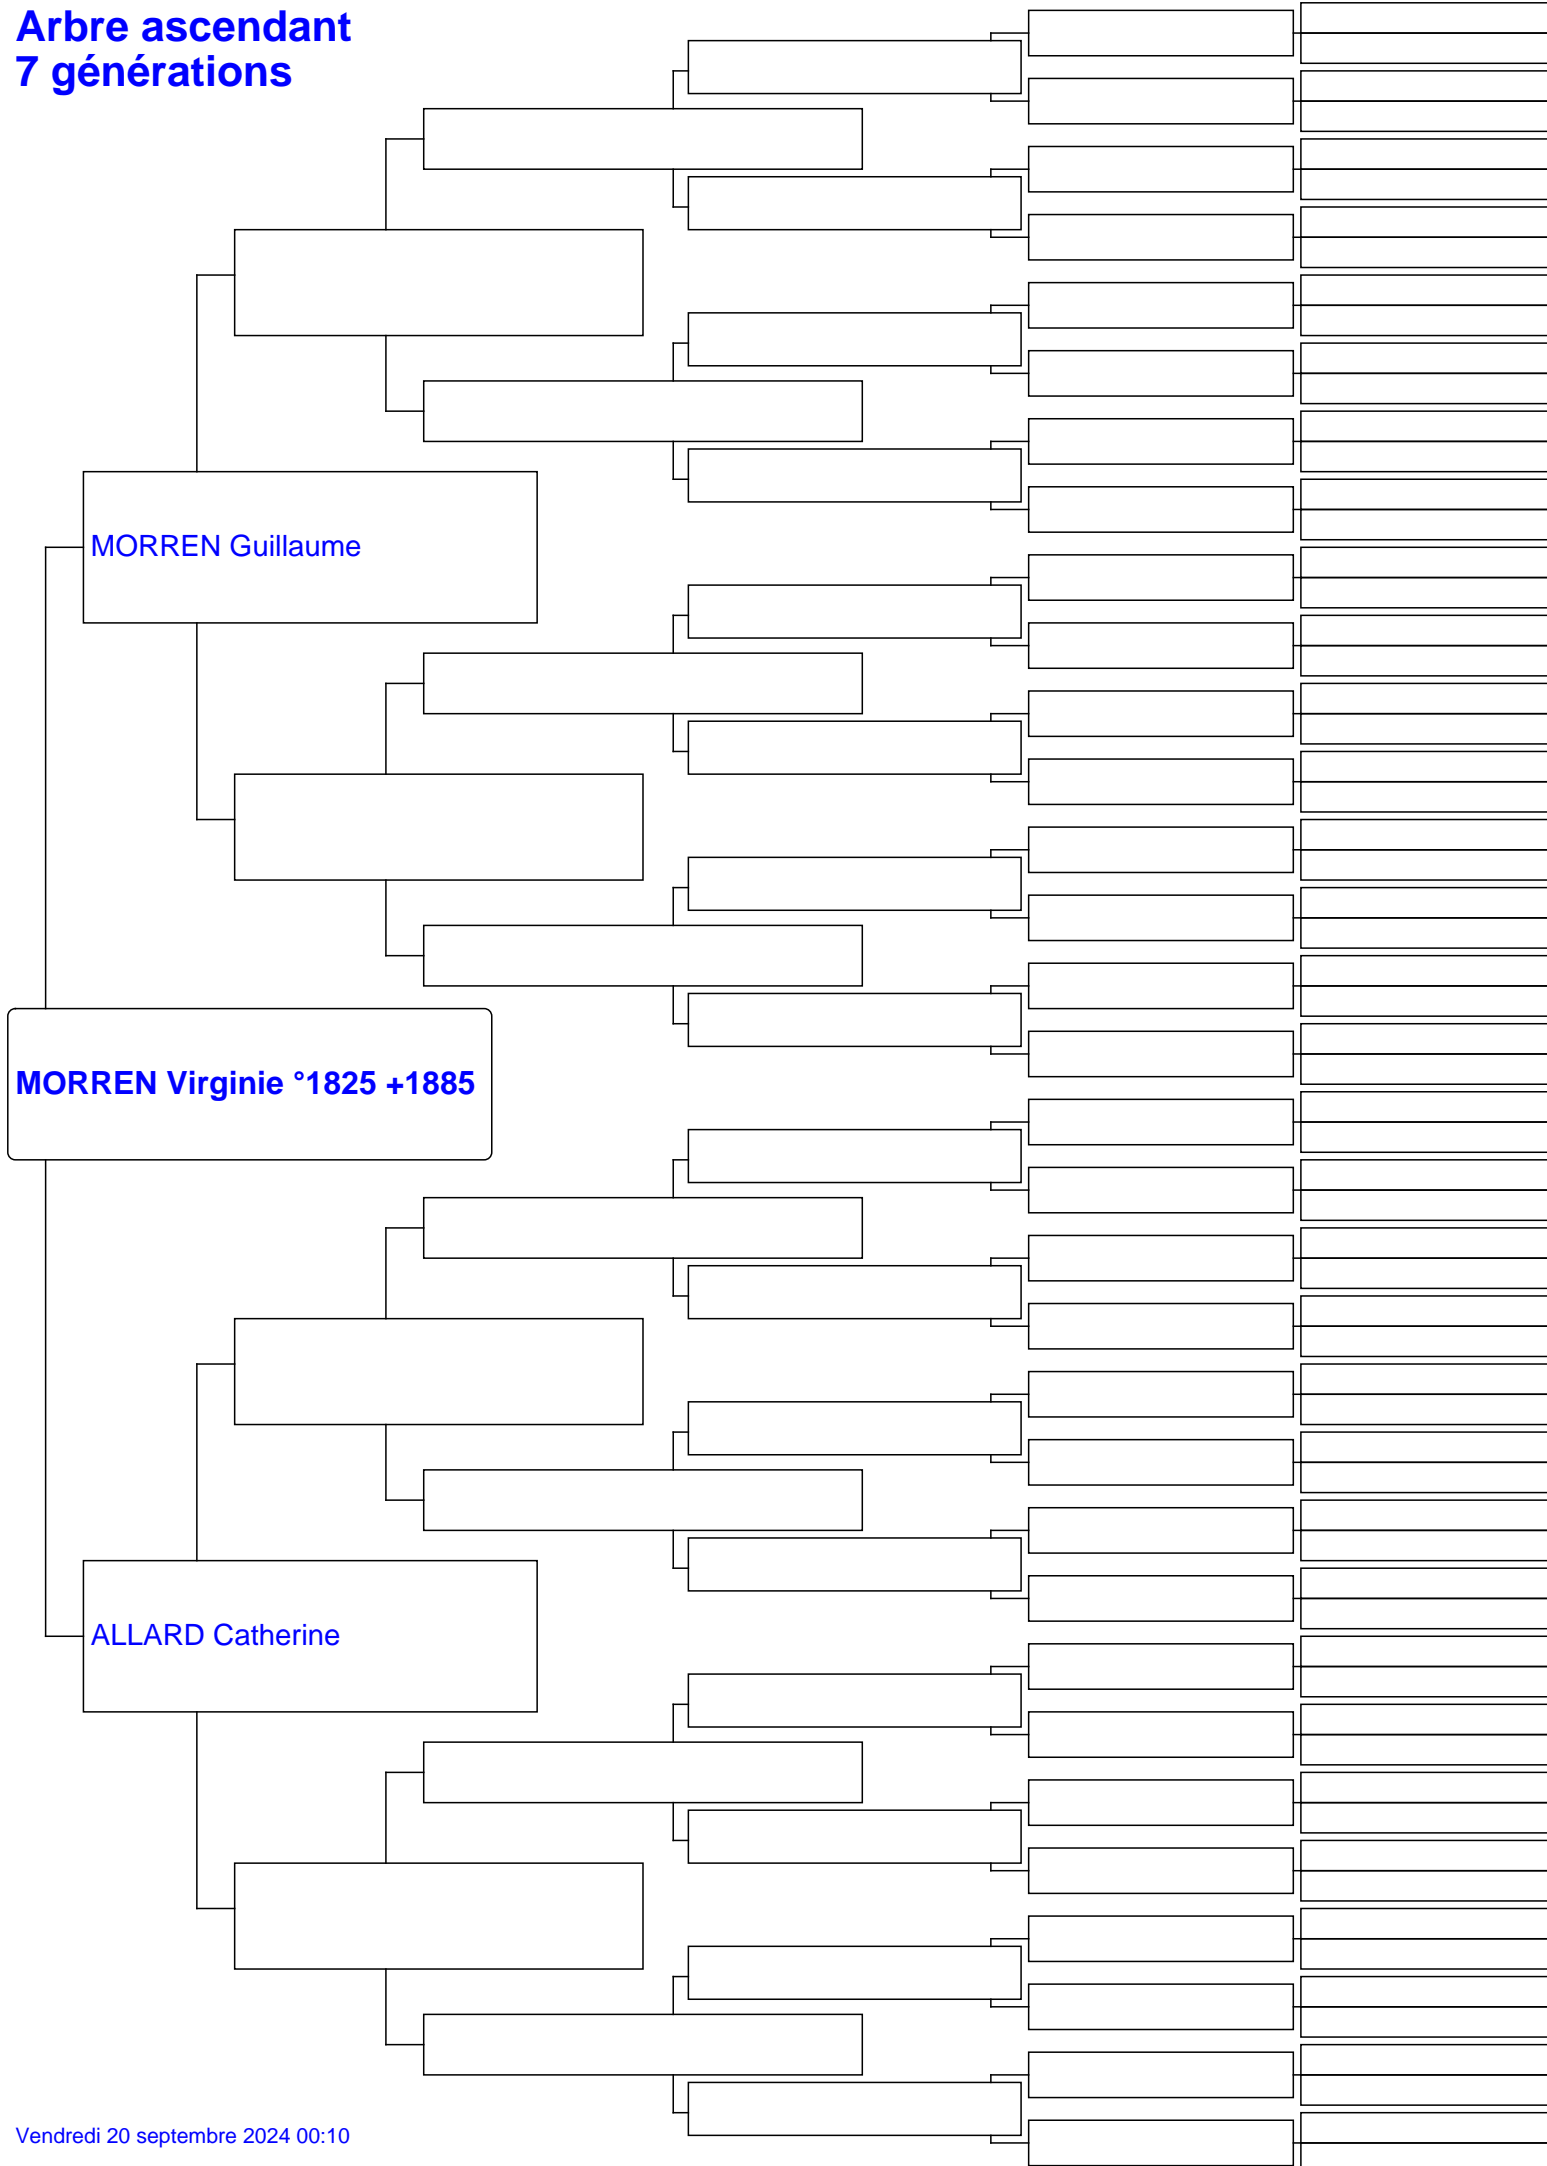 Arbre ascendant
7 générations
MORREN Guillaume
MORREN Virginie °1825 +1885
ALLARD Catherine
Vendredi 20 septembre 2024 00:10